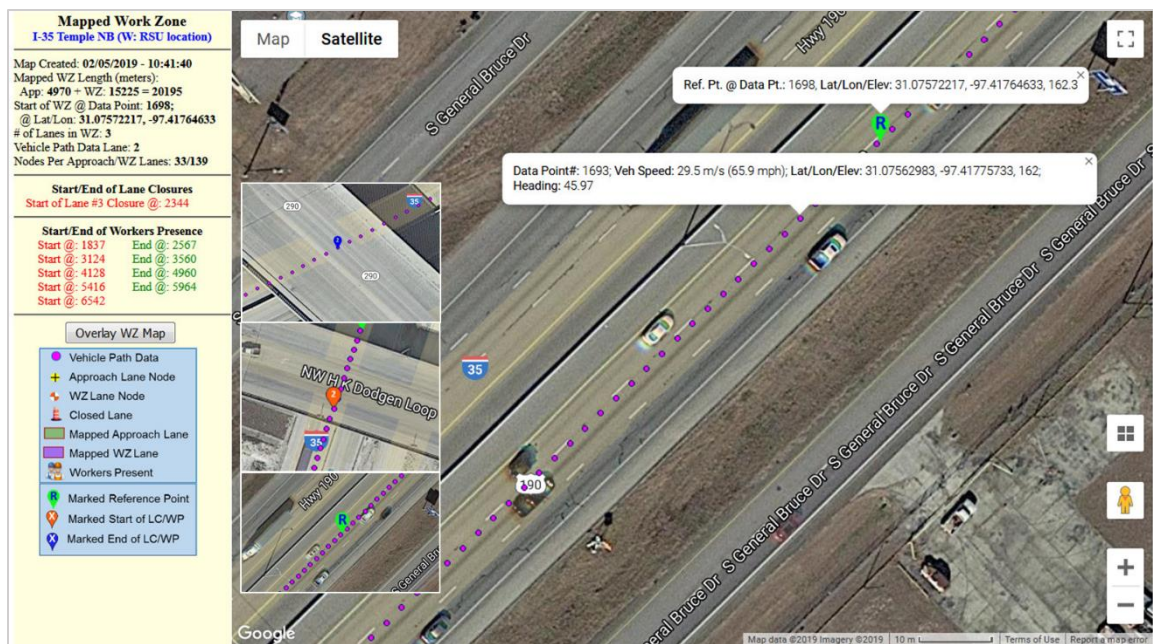 Mapped Work Zone
I-35 Temple NB (W: RSU location)
Map Created: 02/05/2019 - 10:41:40
Mapped WZ Length (meters):
App: 4970 + WZ: 15225 = 20195
Start of WZ @ Data Point: 1698;
@ Lat/Lon: 31.07572217, -97.41764633
# of Lanes in WZ: 3
Vehicle Path Data Lane: 2
Nodes Per Approach/WZ Lanes: 33/139
Start/End of Lane Closures
Start of Lane #3 Closure @: 2344
Start/End of Workers Presence
Start @: 1837 End @: 2567
Start @: 3124 End @: 3560
Start @: 4128 End @: 4960
Start @: 5416 End @: 5964
Start @: 6542
Overlay WZ Map
Vehicle Path Data
Approach Lane Node
WZ Lane Node
Closed Lane
Mapped Approach Lane
Mapped WZ Lane
Workers Present
R Marked Reference Point
X Marked Start of LC/WP
X Marked End of LC/WP
Map Satellite
S General Bruce Dr
Hwy 190
S General Bruce Dr
Ref. Pt. @ Data Pt.: 1698, Lat/Lon/Elev: 31.07572217, -97.41764633, 162.3
R
Data Point#: 1693; Veh Speed: 29.5 m/s (65.9 mph); Lat/Lon/Elev: 31.07562983, -97.41775733, 162;
Heading: 45.97
290
35
290
NW H K Dodgen Loop
2
35
Hwy 190
R
S General Br
35
190
S General Bruce Dr S General Bruce Dr S General Bruce Dr S General Bruce Dr S General Bruce Dr
Google
Map data ©2019 Imagery ©2019 10 m Terms of Use Report a map error